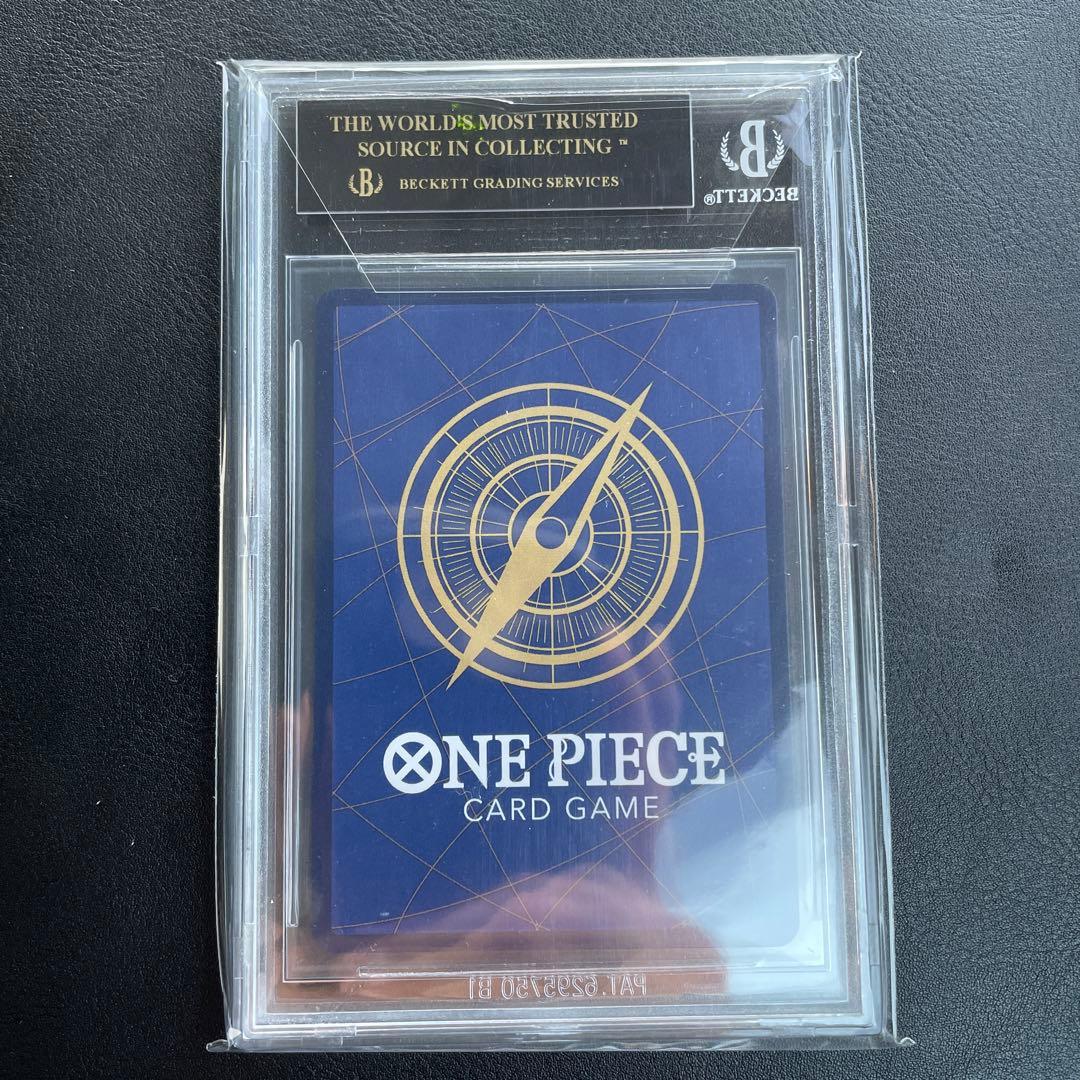 THE WORLD'S MOST TRUSTED
SOURCE IN COLLECTING ™
B BECKETT GRADING SERVICES
B
BECKETT®
ONE PIECE
CARD GAME
PAT. 6295750 B1